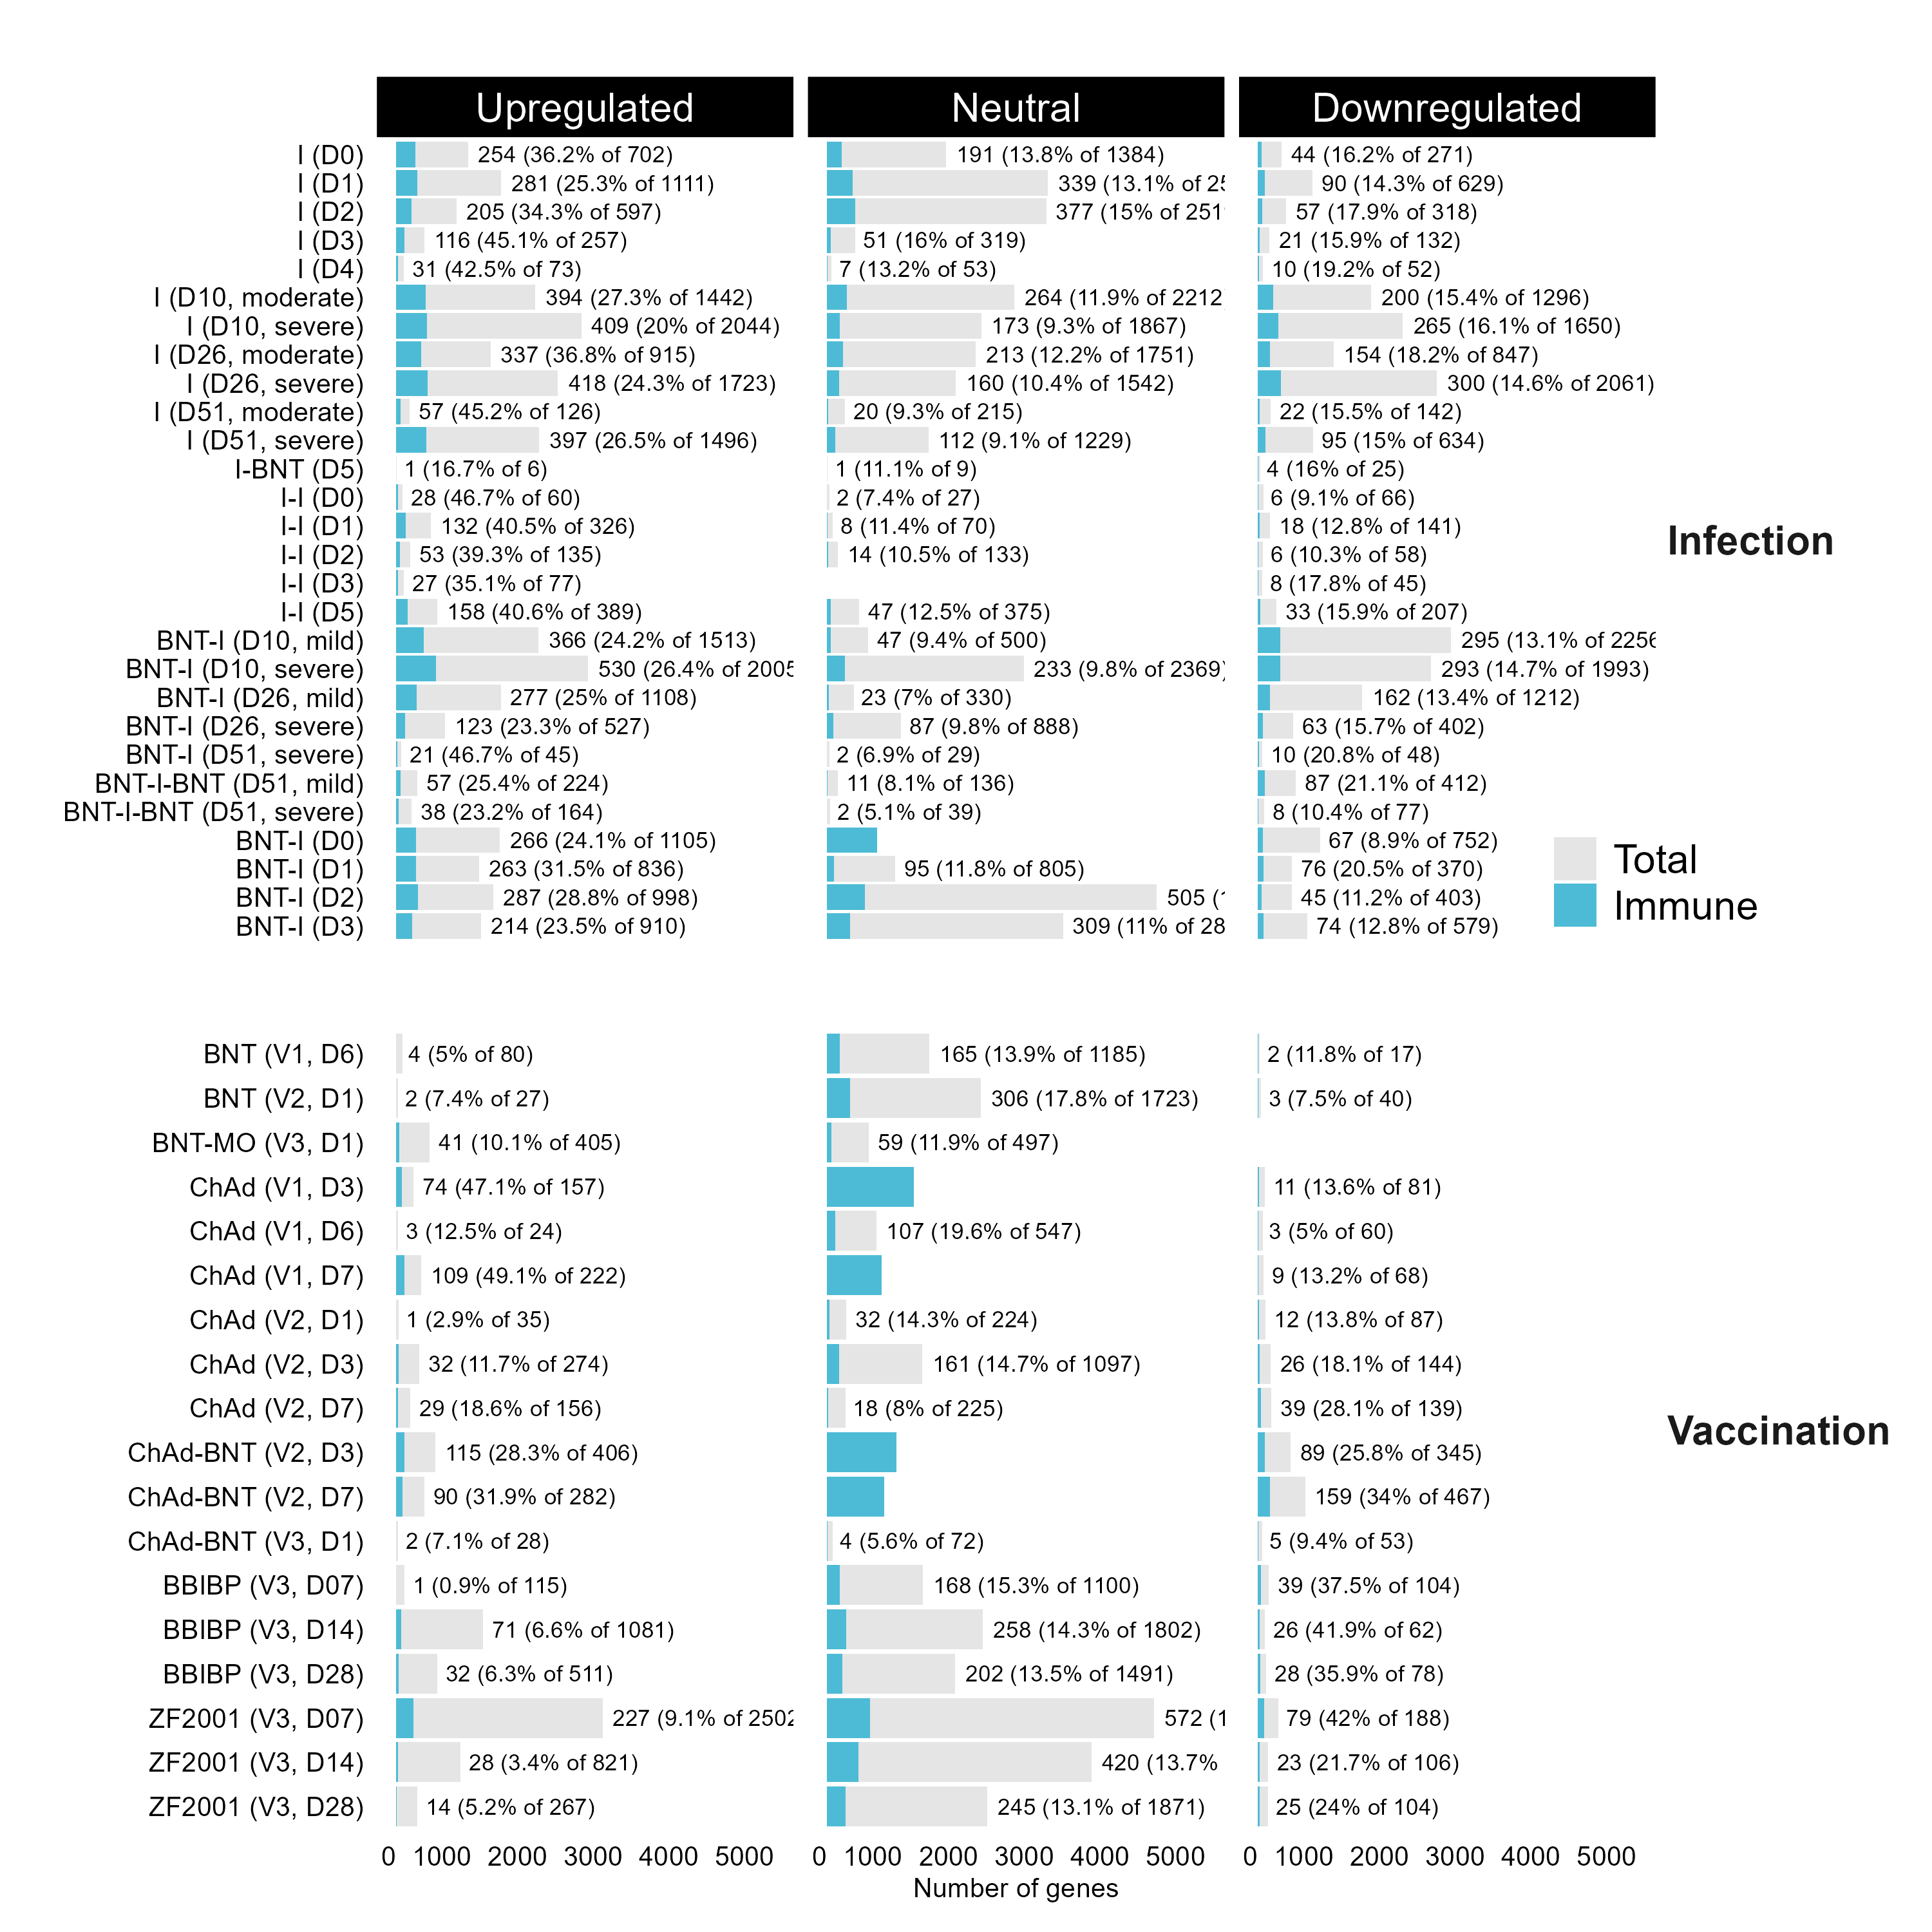 Upregulated Neutral Downregulated
I (D0) 254 (36.2% of 702) 191 (13.8% of 1384) 44 (16.2% of 271)
I (D1) 281 (25.3% of 1111) 339 (13.1% of 90 (14.3% of 629)
I (D2) 205 (34.3% of 597) 377 (15% of 57 (17.9% of 318)
I (D3) 116 (45.1% of 257) 51 (16% of 319) 21 (15.9% of 132)
I (D4) 31 (42.5% of 73) 7 (13.2% of 53) 10 (19.2% of 52)
I (D10, moderate) 394 (27.3% of 1442) 264 (11.9% of 2212 200 (15.4% of 1296)
I (D10, severe) 409 (20% of 2044) 173 (9.3% of 1867) 265 (16.1% of 1650)
I (D26, moderate) 337 (36.8% of 915) 213 (12.2% of 1751) 154 (18.2% of 847)
I (D26, severe) 418 (24.3% of 1723) 160 (10.4% of 1542) 300 (14.6% of 2061)
I (D51, moderate) 57 (45.2% of 126) 20 (9.3% of 215) 22 (15.5% of 142)
I (D51, severe) 397 (26.5% of 1496) 112 (9.1% of 1229) 95 (15% of 634)
I-BNT (D5) 1 (16.7% of 6) 1 (11.1% of 9) 4 (16% of 25)
I-I (D0) 28 (46.7% of 60) 2 (7.4% of 27) 6 (9.1% of 66)
I-I (D1) 132 (40.5% of 326) 8 (11.4% of 70) 18 (12.8% of 141)
I-I (D2) 53 (39.3% of 135) 14 (10.5% of 133) 6 (10.3% of 58)
Infection
I-I (D3) 27 (35.1% of 77) 8 (17.8% of 45)
I-I (D5) 158 (40.6% of 389) 47 (12.5% of 375) 33 (15.9% of 207)
BNT-I (D10, mild) 366 (24.2% of 1513) 47 (9.4% of 500) 295 (13.1% of 2256
BNT-I (D10, severe) 530 (26.4% of 2005 233 (9.8% of 2369) 293 (14.7% of 1993)
BNT-I (D26, mild) 277 (25% of 1108) 23 (7% of 330) 162 (13.4% of 1212)
BNT-I (D26, severe) 123 (23.3% of 527) 87 (9.8% of 888) 63 (15.7% of 402)
BNT-I (D51, severe) 21 (46.7% of 45) 2 (6.9% of 29) 10 (20.8% of 48)
BNT-I-BNT (D51, mild) 57 (25.4% of 224) 11 (8.1% of 136) 87 (21.1% of 412)
BNT-I-BNT (D51, severe) 38 (23.2% of 164) 2 (5.1% of 39) 8 (10.4% of 77)
BNT-I (D0) 266 (24.1% of 1105) 67 (8.9% of 752)
Total
BNT-I (D1) 263 (31.5% of 836) 95 (11.8% of 805) 76 (20.5% of 370)
BNT-I (D2) 287 (28.8% of 998) 505 45 (11.2% of 403)
Immune
BNT-I (D3) 214 (23.5% of 910) 309 (11% of 28 74 (12.8% of 579)
BNT (V1, D6) 4 (5% of 80) 165 (13.9% of 1185) 2 (11.8% of 17)
BNT (V2, D1) 2 (7.4% of 27) 306 (17.8% of 1723) 3 (7.5% of 40)
BNT-MO (V3, D1) 41 (10.1% of 405) 59 (11.9% of 497)
ChAd (V1, D3) 74 (47.1% of 157) 11 (13.6% of 81)
ChAd (V1, D6) 3 (12.5% of 24) 107 (19.6% of 547) 3 (5% of 60)
ChAd (V1, D7) 109 (49.1% of 222) 9 (13.2% of 68)
ChAd (V2, D1) 1 (2.9% of 35) 32 (14.3% of 224) 12 (13.8% of 87)
ChAd (V2, D3) 32 (11.7% of 274) 161 (14.7% of 1097) 26 (18.1% of 144)
ChAd (V2, D7) 29 (18.6% of 156) 18 (8% of 225) 39 (28.1% of 139)
Vaccination
ChAd-BNT (V2, D3) 115 (28.3% of 406) 89 (25.8% of 345)
ChAd-BNT (V2, D7) 90 (31.9% of 282) 159 (34% of 467)
ChAd-BNT (V3, D1) 2 (7.1% of 28) 4 (5.6% of 72) 5 (9.4% of 53)
BBIBP (V3, D07) 1 (0.9% of 115) 168 (15.3% of 1100) 39 (37.5% of 104)
BBIBP (V3, D14) 71 (6.6% of 1081) 258 (14.3% of 1802) 26 (41.9% of 62)
BBIBP (V3, D28) 32 (6.3% of 511) 202 (13.5% of 1491) 28 (35.9% of 78)
ZF2001 (V3, D07) 227 (9.1% of 2502 572 (1 79 (42% of 188)
ZF2001 (V3, D14) 28 (3.4% of 821) 420 (13.7% 23 (21.7% of 106)
ZF2001 (V3, D28) 14 (5.2% of 267) 245 (13.1% of 1871) 25 (24% of 104)
0 1000 2000 3000 4000 5000 0 1000 2000 3000 4000 5000 0 1000 2000 3000 4000 5000
Number of genes